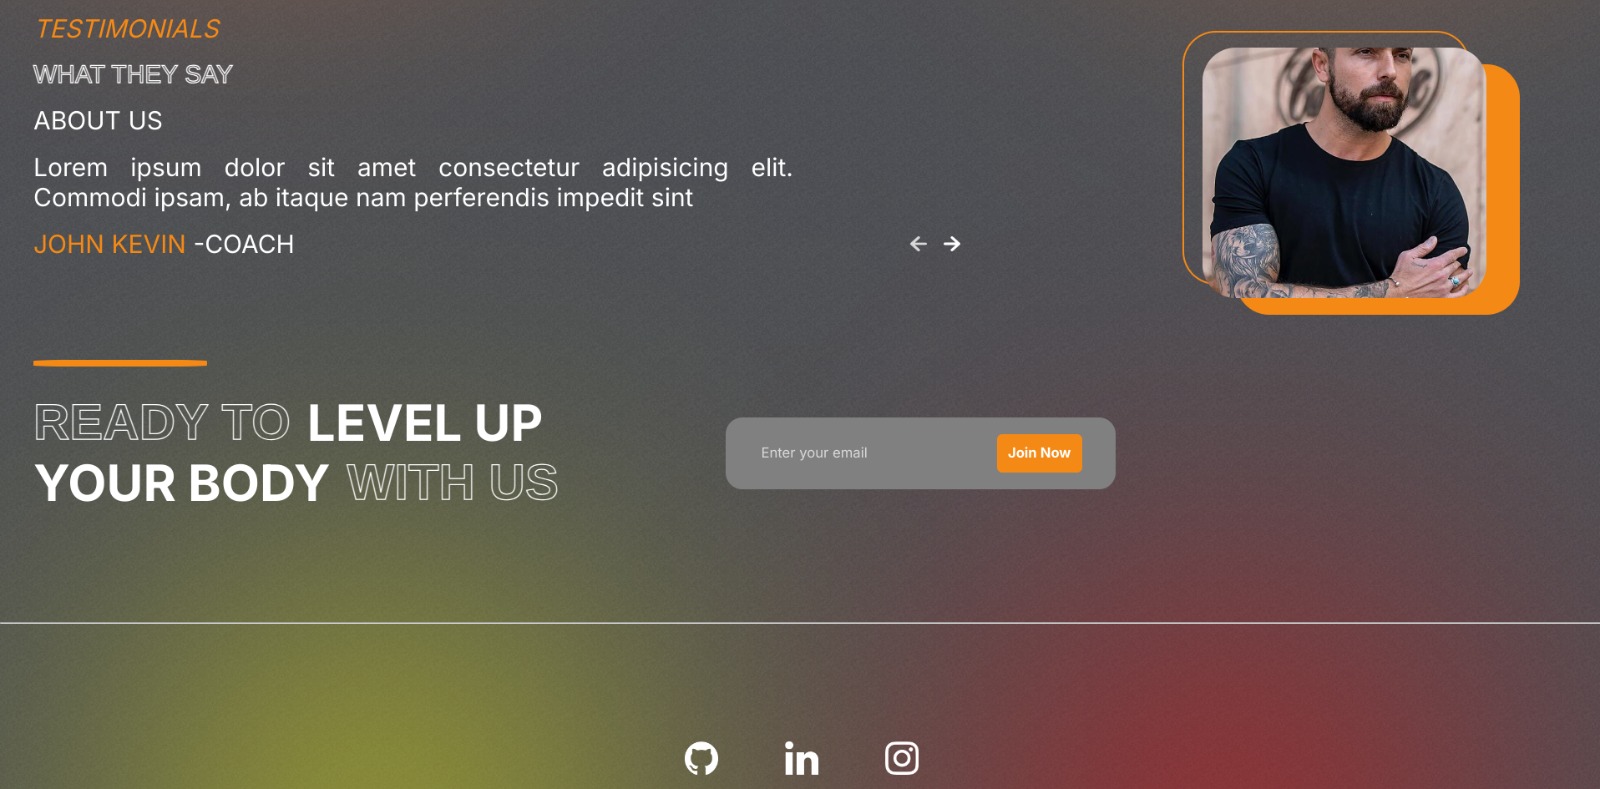 TESTIMONIALS
WHAT THEY SAY
ABOUT US
Lorem ipsum dolor sit amet consectetur adipisicing elit.
Commodi ipsam, ab itaque nam perferendis impedit sint
JOHN KEVIN -COACH
READY TO LEVEL UP
YOUR BODY WITH US
Enter your email
Join Now
in